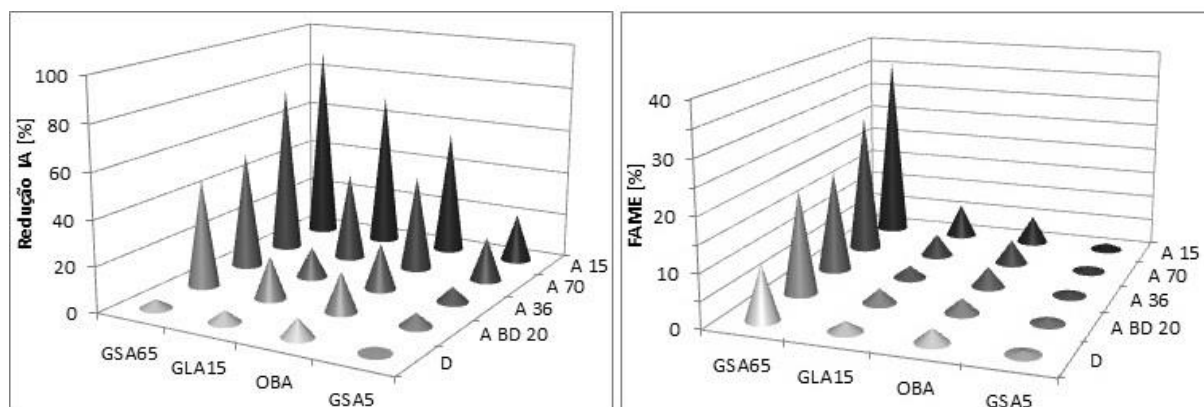 100
80
60
40
20
0
Redução IA [%]
GSA65
GLA15
OBA
GSA5
D
A BD 20
A 36
A 70
A 15
40
30
20
10
0
FAME [%]
GSA65
GLA15
OBA
GSA5
D
A BD 20
A 36
A 70
A 15